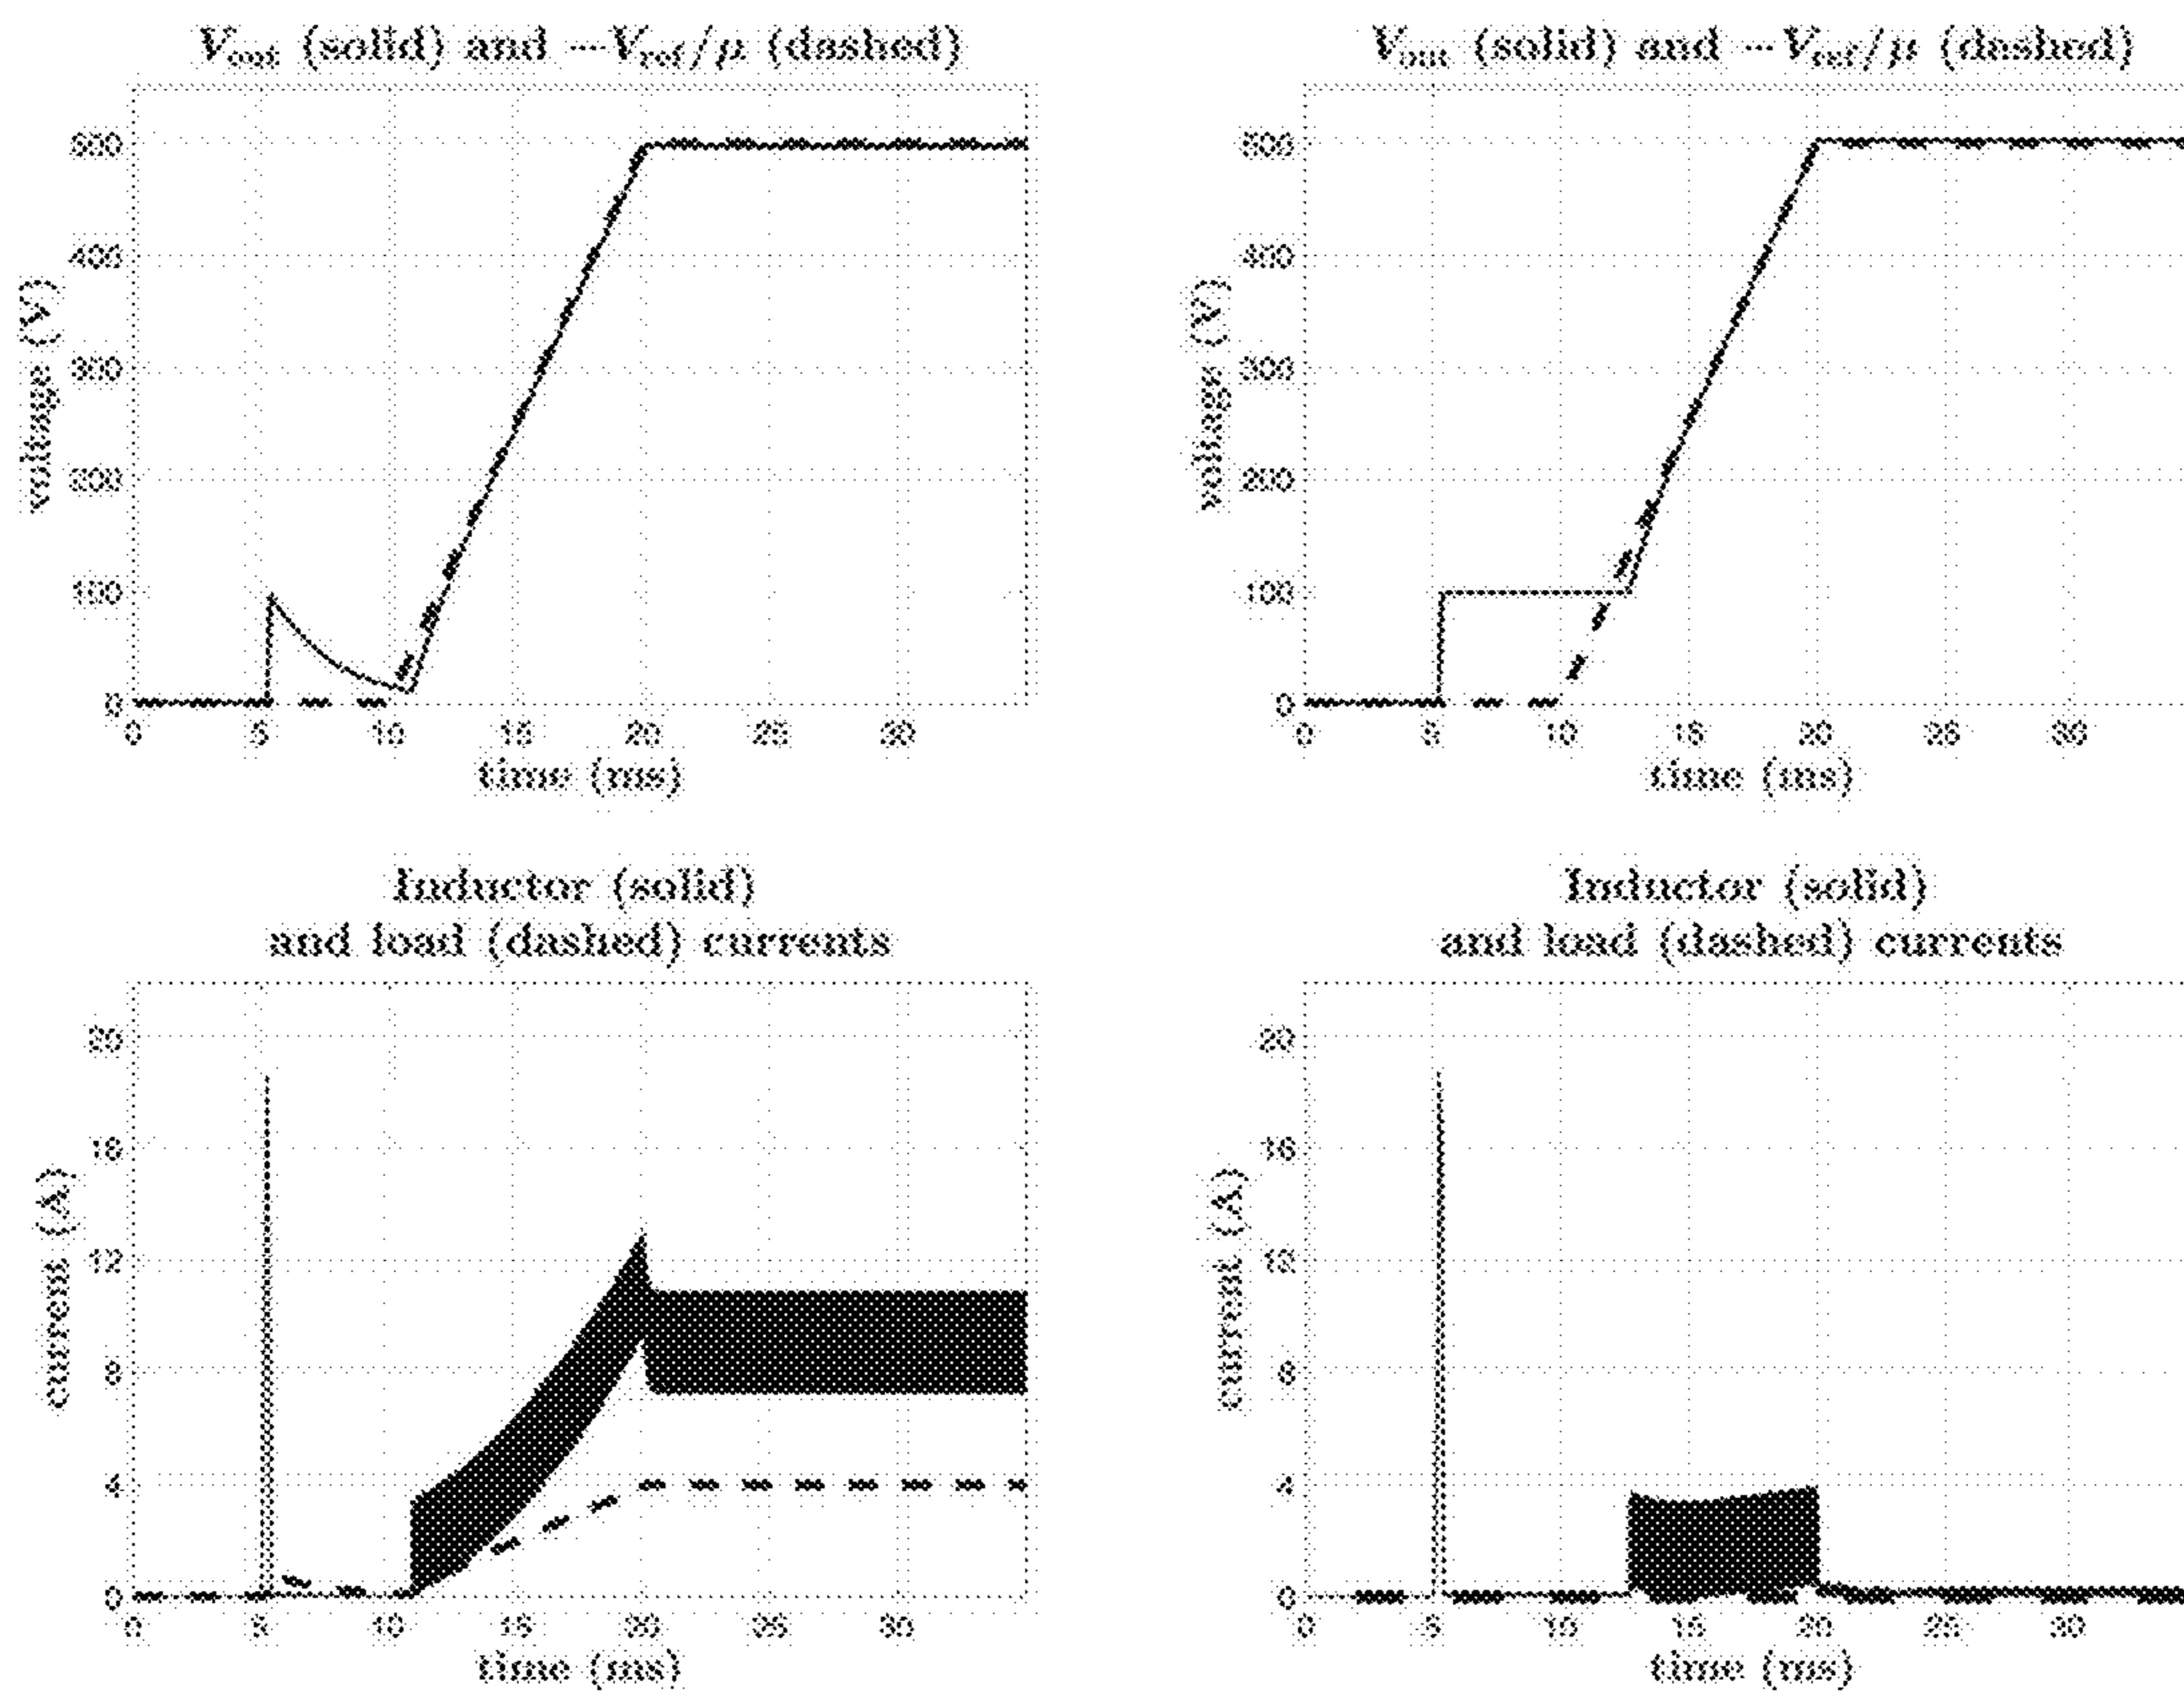 V_out (solid) and −V_ref/μ (dashed)
V_out (solid) and −V_ref/μ (dashed)
500
400
300
200
100
0
voltage (V)
0 5 10 15 20 25 30
time (ms)
500
400
300
200
100
0
voltage (V)
0 5 10 15 20 25 30
time (ms)
Inductor (solid)
and load (dashed) currents
Inductor (solid)
and load (dashed) currents
20
16
12
8
4
0
current (A)
0 5 10 15 20 25 30
time (ms)
20
16
12
8
4
0
current (A)
0 5 10 15 20 25 30
time (ms)